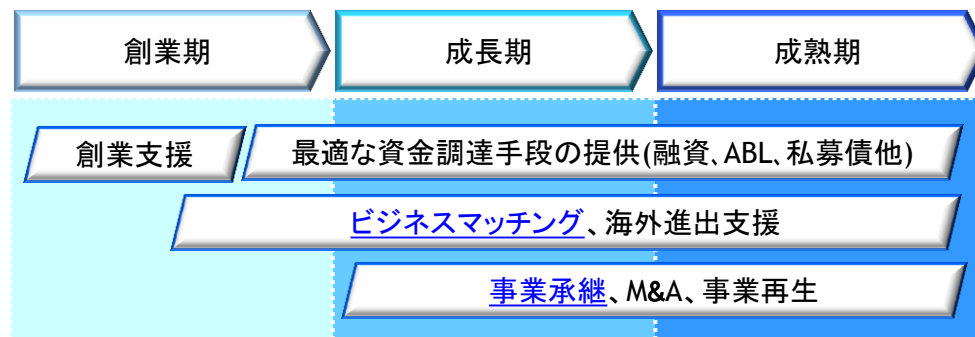 創業期
成長期
成熟期
創業支援
最適な資金調達手段の提供(融資、ABL、私募債他)
ビジネスマッチング、海外進出支援
事業承継、M&A、事業再生